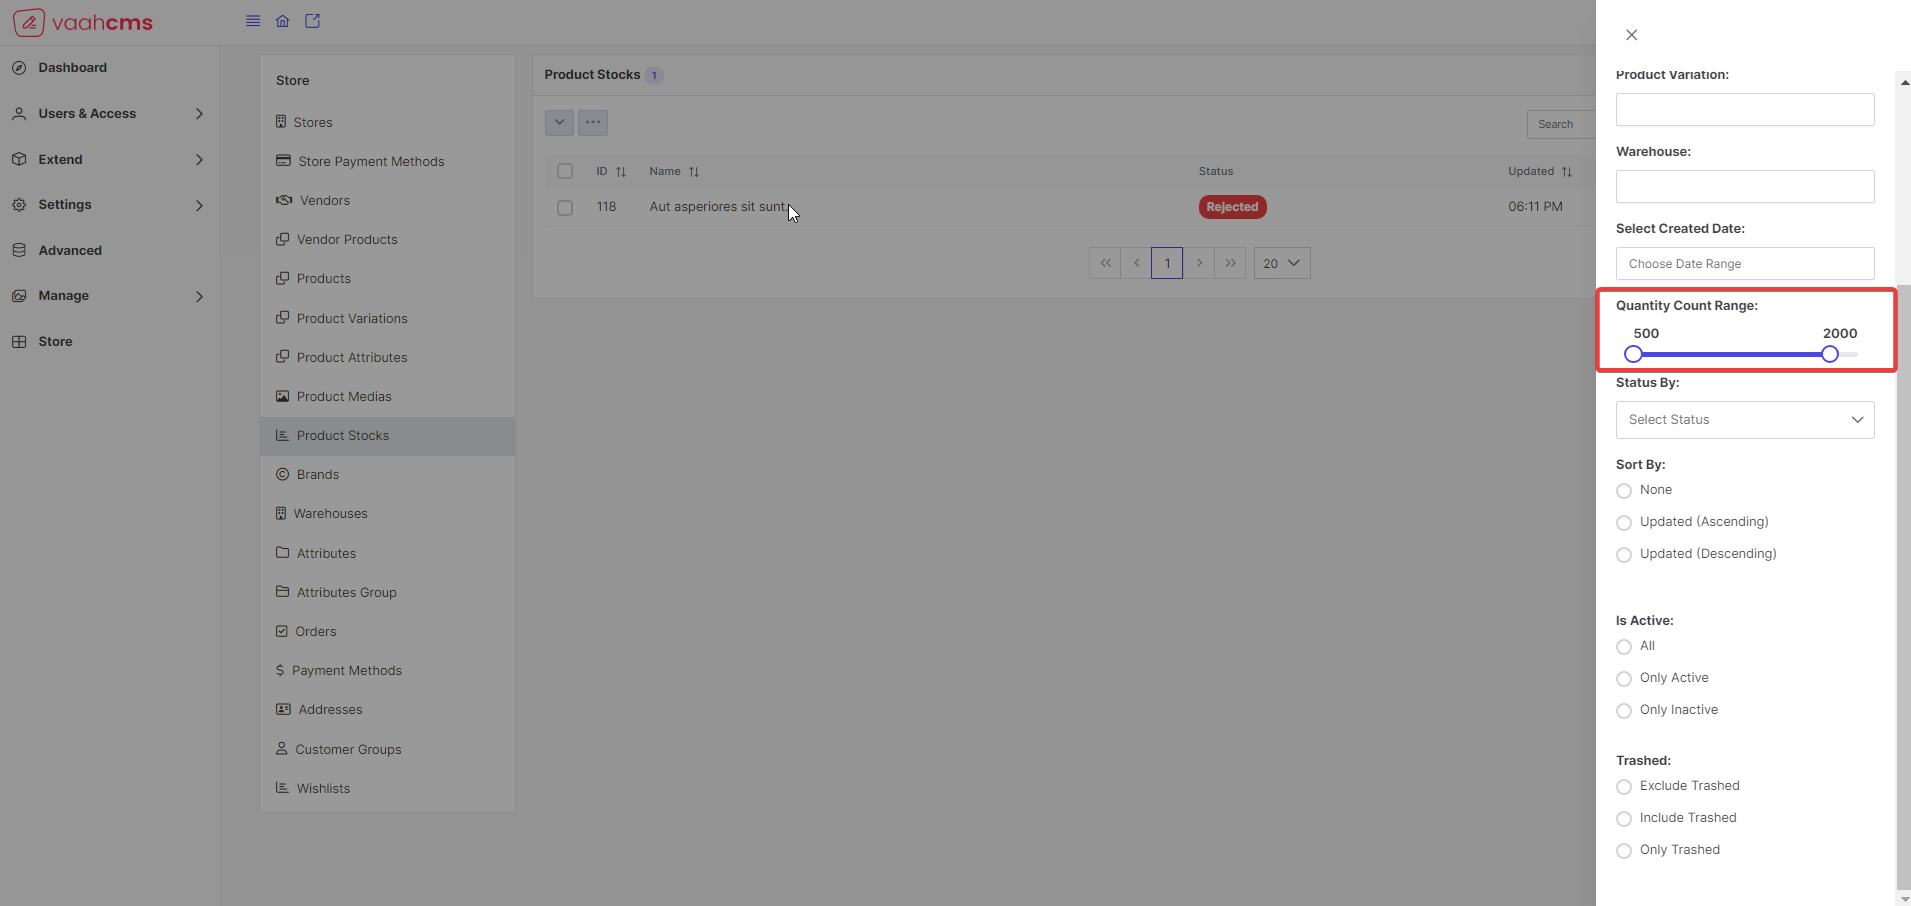 vaahcms
Dashboard
Users & Access
Extend
Settings
Advanced
Manage
Store
Store
Stores
Store Payment Methods
Vendors
Vendor Products
Products
Product Variations
Product Attributes
Product Medias
Product Stocks
Brands
Warehouses
Attributes
Attributes Group
Orders
Payment Methods
Addresses
Customer Groups
Wishlists
Product Stocks 1
Search
ID Name Status Updated
118 Aut asperiores sit sunt. Rejected 06:11 PM
1 20
Product Variation:
Warehouse:
Select Created Date:
Choose Date Range
Quantity Count Range:
500 2000
Status By:
Select Status
Sort By:
None
Updated (Ascending)
Updated (Descending)
Is Active:
All
Only Active
Only Inactive
Trashed:
Exclude Trashed
Include Trashed
Only Trashed